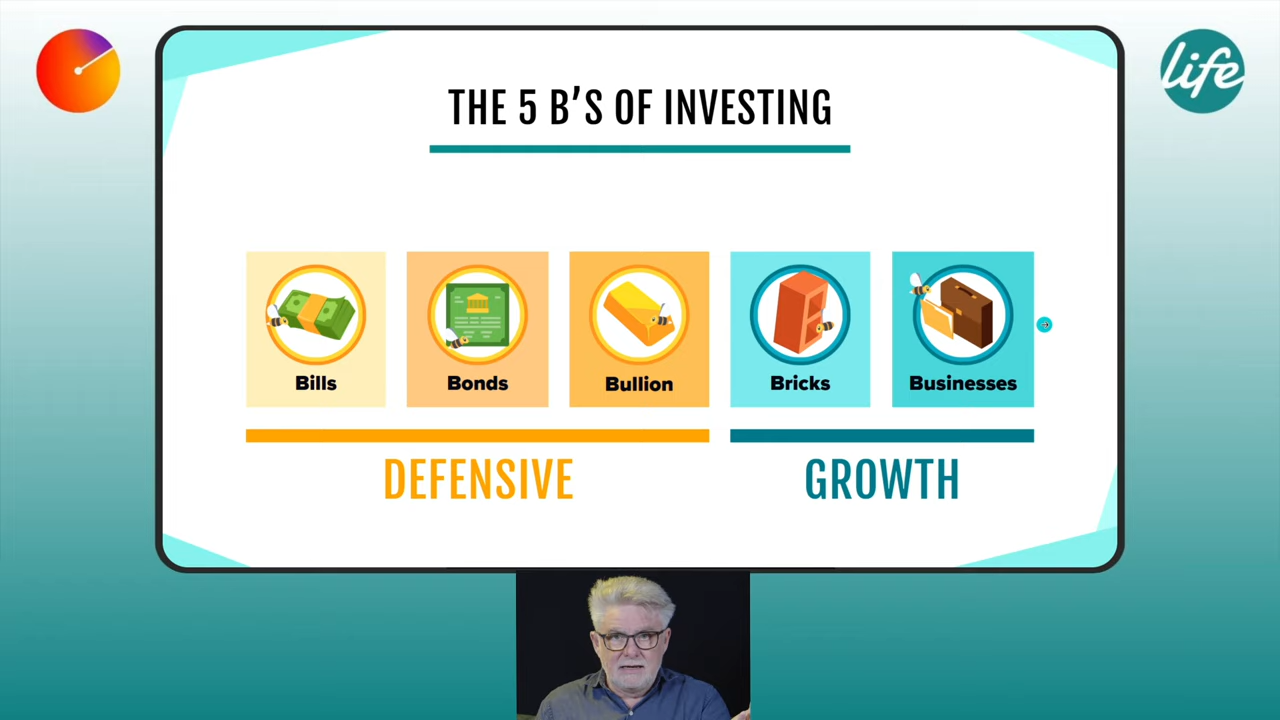 life
THE 5 B'S OF INVESTING
Bills
Bonds
Bullion
Bricks
Businesses
DEFENSIVE
GROWTH